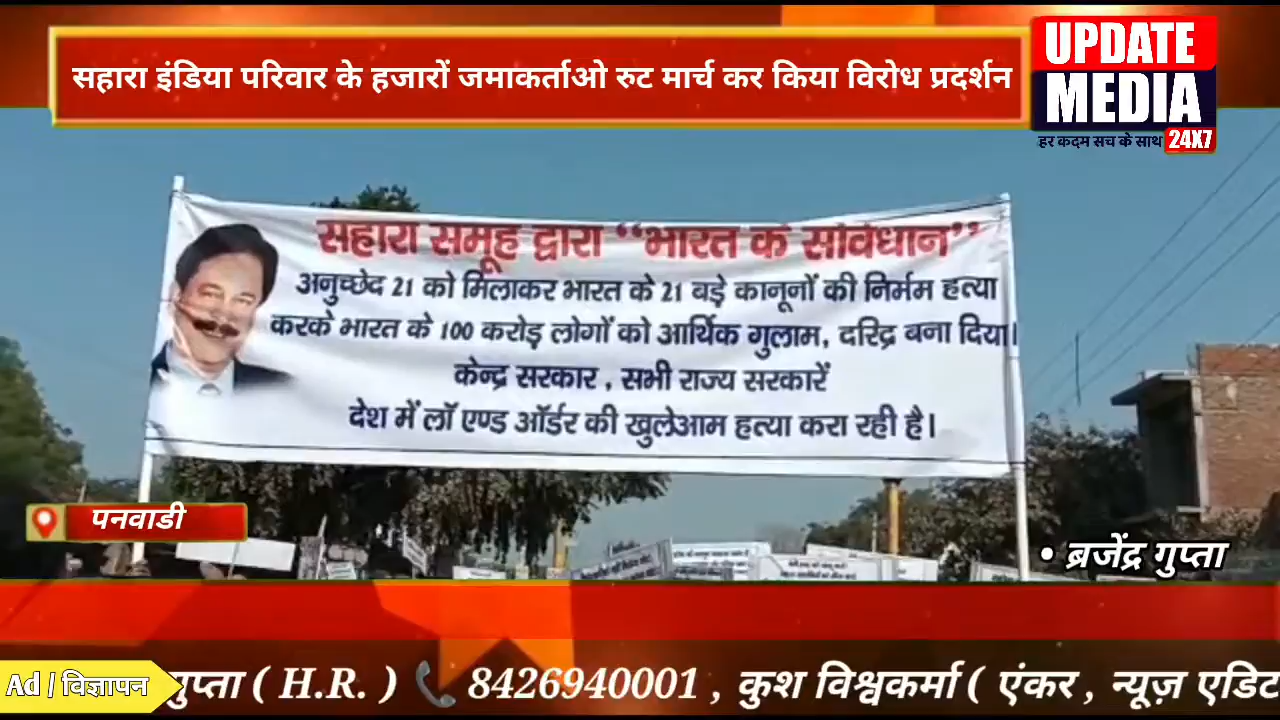 सहारा इंडिया परिवार के हजारों जमाकर्ताओ रुट मार्च कर किया विरोध प्रदर्शन
UPDATE
MEDIA
हर कदम सच के साथ 24X7
सहारा समूह द्वारा “भारत के संविधान”
अनुच्छेद 21 को मिलाकर भारत के 21 बड़े कानूनों की निर्मम हत्या
करके भारत के 100 करोड़ लोगों को आर्थिक गुलाम, दरिद्र बना दिया।
केन्द्र सरकार, सभी राज्य सरकारें
देश में लॉ एण्ड ऑर्डर की खुलेआम हत्या करा रही है।
पनवाडी
• ब्रजेंद्र गुप्ता
Ad / विज्ञापन गुप्ता ( H.R. ) 📞 8426940001 , कुश विश्वकर्मा ( एंकर , न्यूज़ एडिट